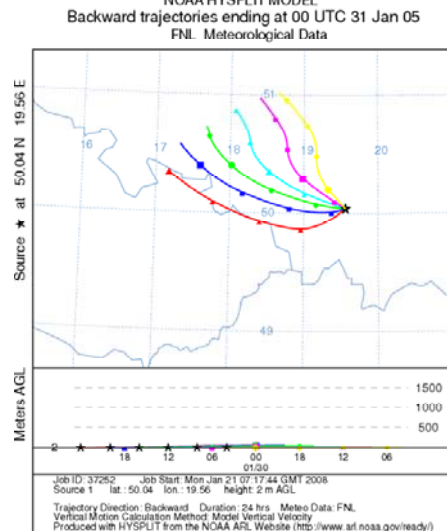 NOAA HYSPLIT MODEL
Backward trajectories ending at 00 UTC 31 Jan 05
FNL Meteorological Data
Source ★ at 50.04 N 19.56 E
16
17
18
19
20
51
50
49
Meters AGL
1500
1000
500
2
18 12 06 00 18 12 06
01/30
Job ID: 37252 Job Start: Mon Jan 21 07:17:44 GMT 2008
Source 1 lat.: 50.04 lon.: 19.56 height: 2 m AGL
Trajectory Direction: Backward Duration: 24 hrs Meteo Data: FNL
Vertical Motion Calculation Method: Model Vertical Velocity
Produced with HYSPLIT from the NOAA ARL Website (http://www.arl.noaa.gov/ready/)